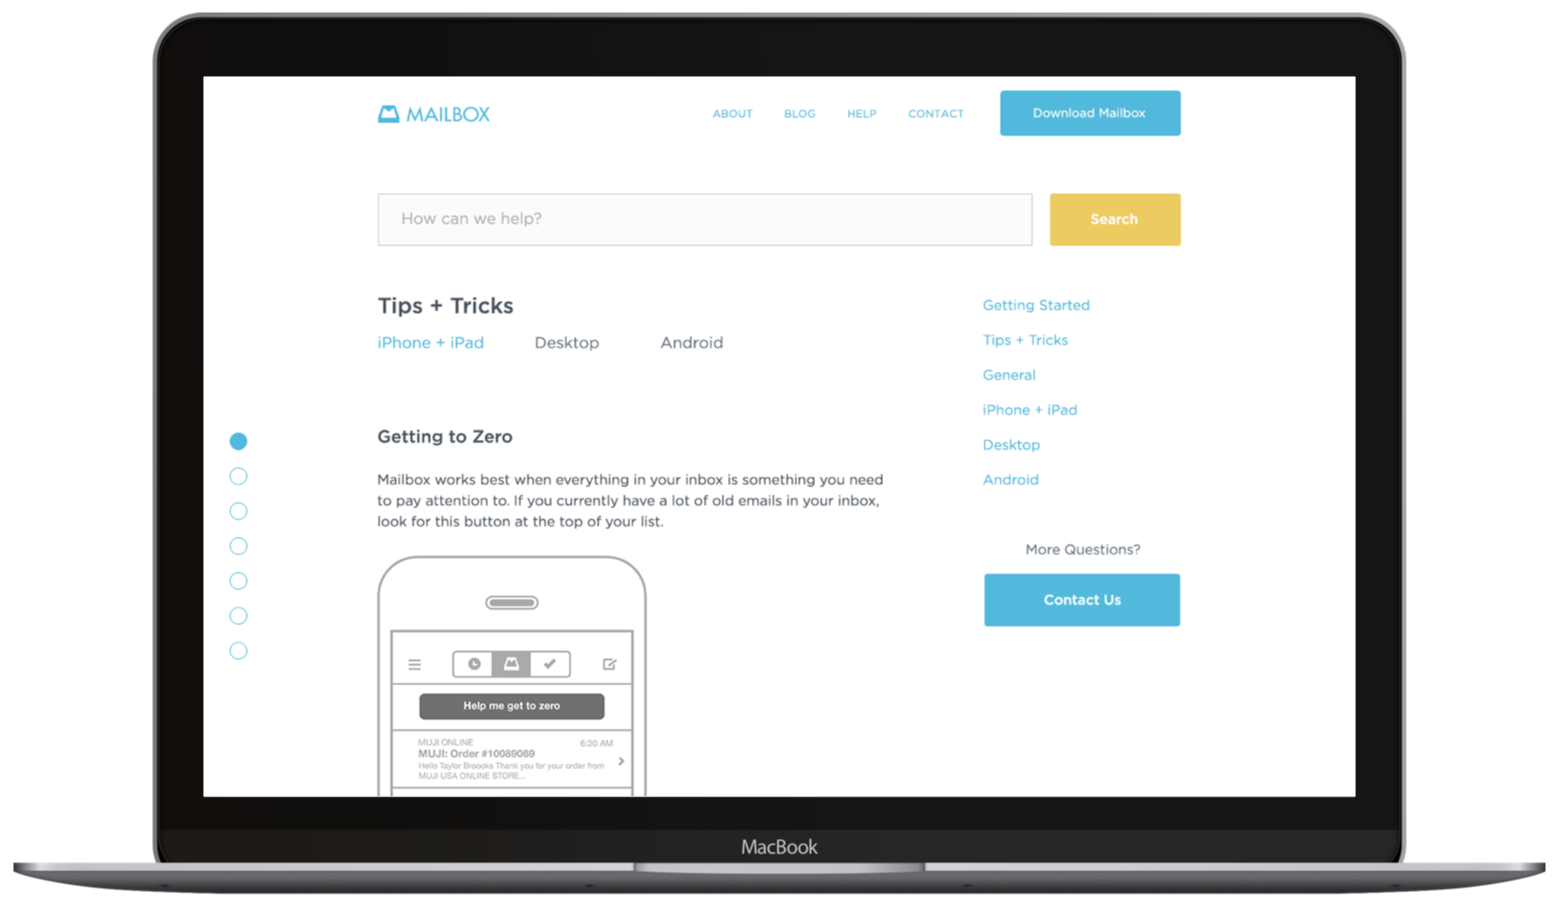 MAILBOX
ABOUT BLOG HELP CONTACT Download Mailbox
How can we help? Search
Tips + Tricks
iPhone + iPad Desktop Android
Getting to Zero
Mailbox works best when everything in your inbox is something you need
to pay attention to. If you currently have a lot of old emails in your inbox,
look for this button at the top of your list.
Help me get to zero
MUJI ONLINE 6:30 AM
MUJI: Order #10089069
Hello Taylor Broooks Thank you for your order from
MUJI USA ONLINE STORE...
Getting Started
Tips + Tricks
General
iPhone + iPad
Desktop
Android
More Questions?
Contact Us
MacBook